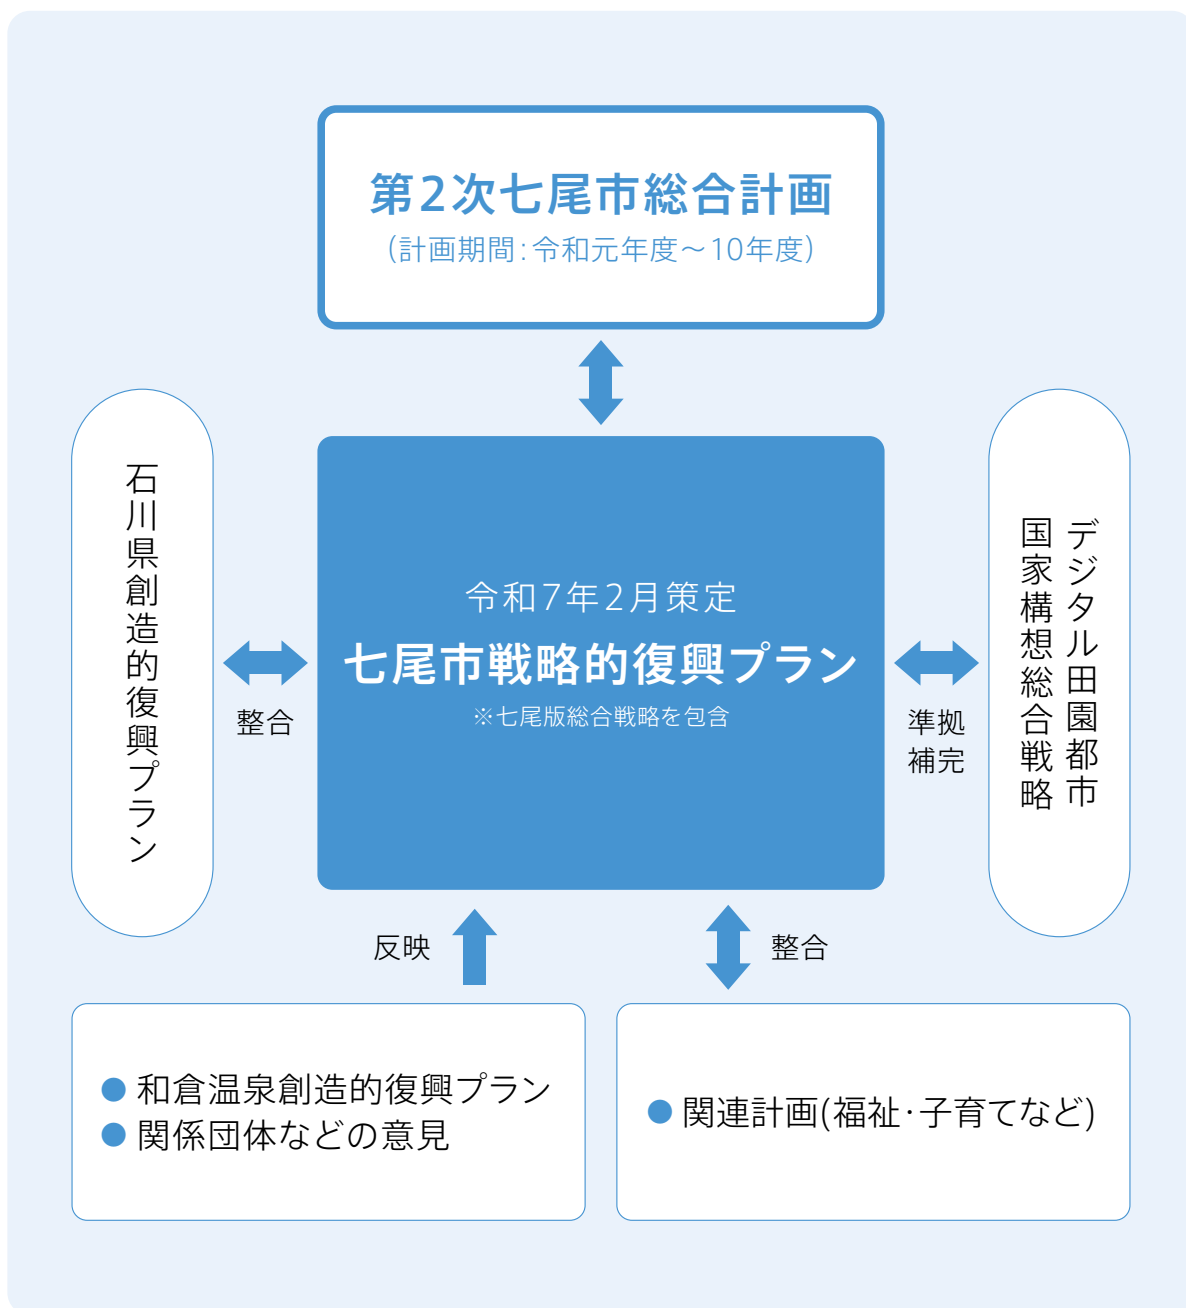 第2次七尾市総合計画
(計画期間:令和元年度～10年度)
石川県創造的復興プラン
整合
令和7年2月策定
七尾市戦略的復興プラン
※七尾版総合戦略を包含
準拠
補完
デジタル田園都市
国家構想総合戦略
反映
整合
● 和倉温泉創造的復興プラン
● 関係団体などの意見
● 関連計画(福祉・子育てなど)